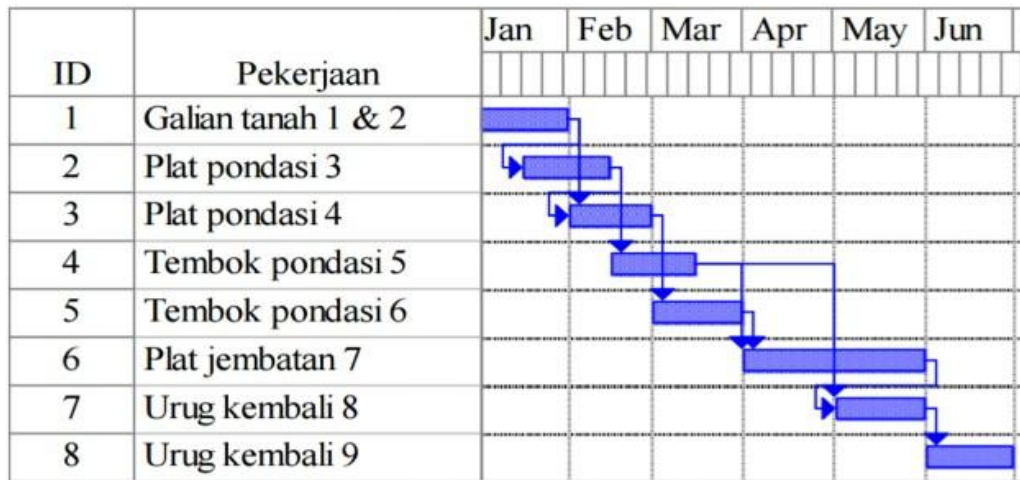 Jan Feb Mar Apr May Jun
ID Pekerjaan
1 Galian tanah 1 & 2
2 Plat pondasi 3
3 Plat pondasi 4
4 Tembok pondasi 5
5 Tembok pondasi 6
6 Plat jembatan 7
7 Urug kembali 8
8 Urug kembali 9